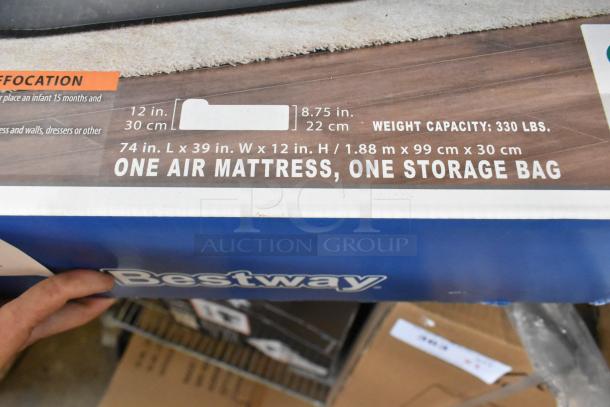 FFOCATION
r place an infant 15 months and
ess and walls, dressers or other
12 in.
30 cm
8.75 in.
22 cm
WEIGHT CAPACITY: 330 LBS.
74 in. L x 39 in. W x 12 in. H / 1.88 m x 99 cm x 30 cm
ONE AIR MATTRESS, ONE STORAGE BAG
PCI
AUCTION GROUP
Bestway